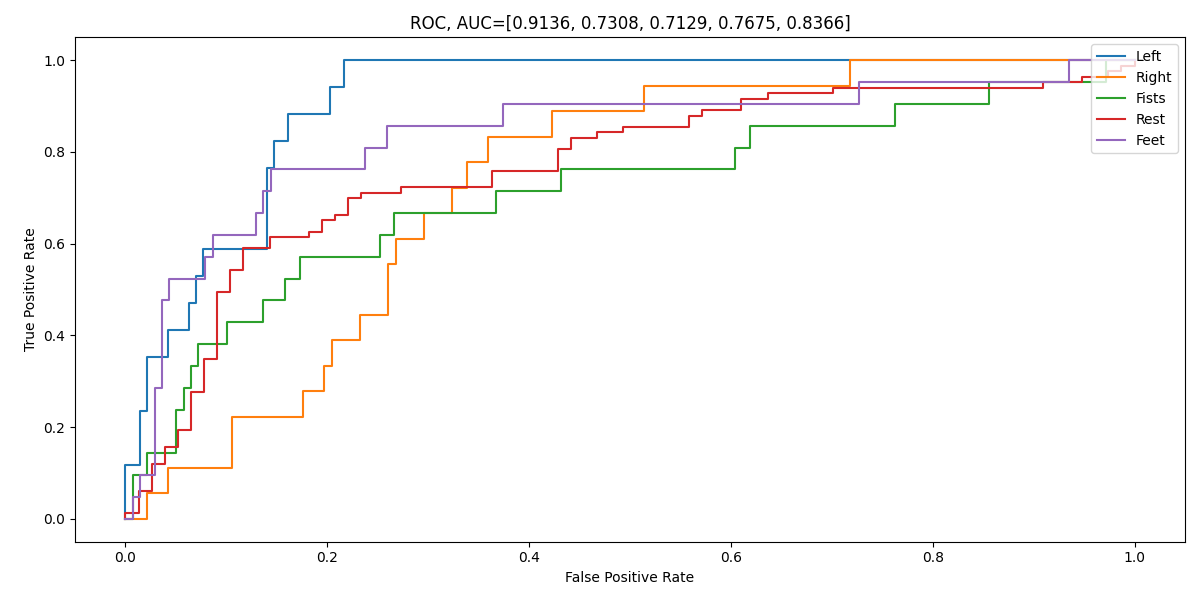 ROC, AUC=[0.9136, 0.7308, 0.7129, 0.7675, 0.8366]
Left
Right
Fists
Rest
Feet
1.0
0.8
0.6
0.4
0.2
0.0
True Positive Rate
0.0 0.2 0.4 0.6 0.8 1.0
False Positive Rate